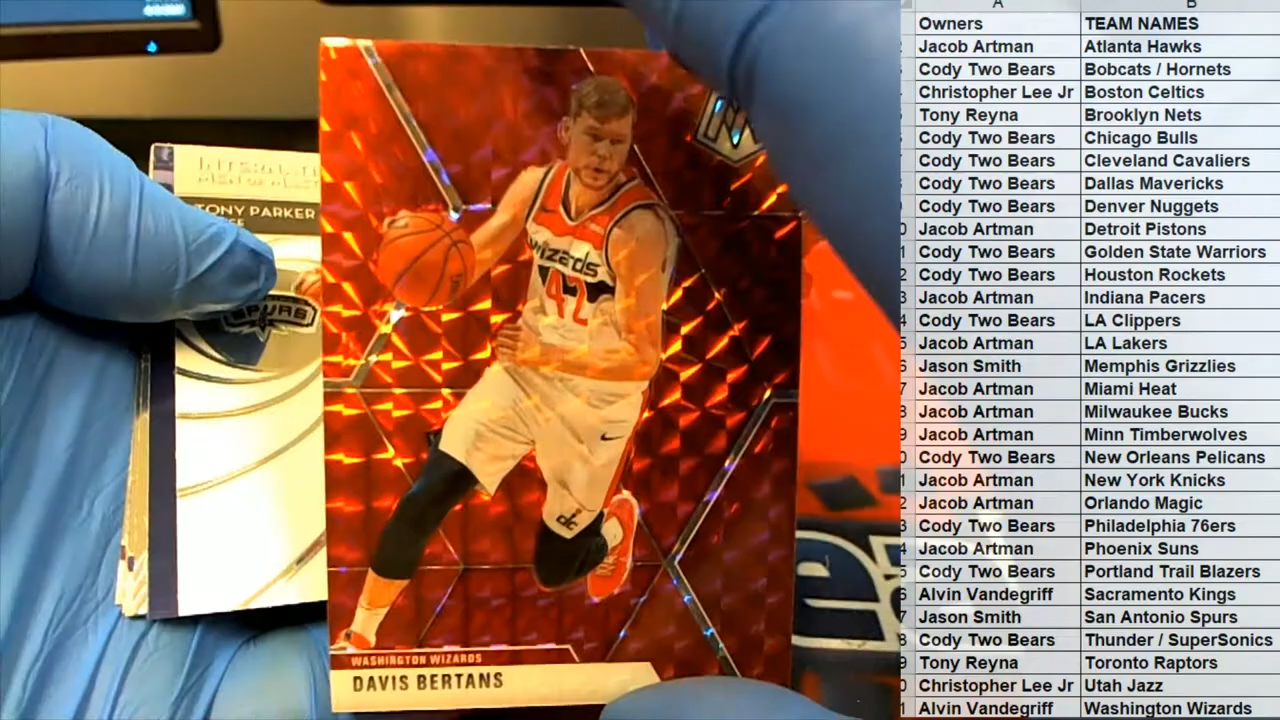 TONY PARKER
SPURS
wizards
42
dc
WASHINGTON WIZARDS
DAVIS BERTANS
A B
Owners TEAM NAMES
Jacob Artman Atlanta Hawks
Cody Two Bears Bobcats / Hornets
Christopher Lee Jr Boston Celtics
Tony Reyna Brooklyn Nets
Cody Two Bears Chicago Bulls
Cody Two Bears Cleveland Cavaliers
Cody Two Bears Dallas Mavericks
Cody Two Bears Denver Nuggets
Jacob Artman Detroit Pistons
Cody Two Bears Golden State Warriors
Cody Two Bears Houston Rockets
Jacob Artman Indiana Pacers
Cody Two Bears LA Clippers
Jacob Artman LA Lakers
Jason Smith Memphis Grizzlies
Jacob Artman Miami Heat
Jacob Artman Milwaukee Bucks
Jacob Artman Minn Timberwolves
Cody Two Bears New Orleans Pelicans
Jacob Artman New York Knicks
Jacob Artman Orlando Magic
Cody Two Bears Philadelphia 76ers
Jacob Artman Phoenix Suns
Cody Two Bears Portland Trail Blazers
Alvin Vandegriff Sacramento Kings
Jason Smith San Antonio Spurs
Cody Two Bears Thunder / SuperSonics
Tony Reyna Toronto Raptors
Christopher Lee Jr Utah Jazz
Alvin Vandegriff Washington Wizards